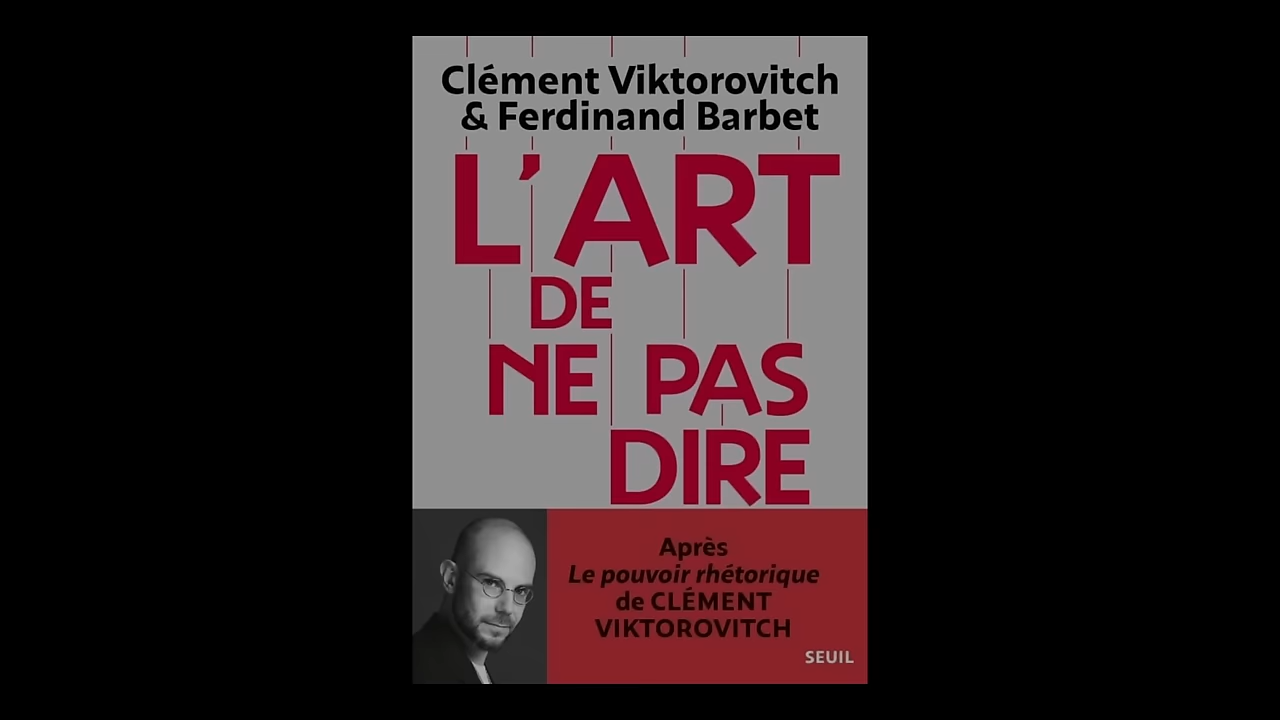 Clément Viktorovitch
& Ferdinand Barbet
L'ART
DE
NE PAS
DIRE
Après
Le pouvoir rhétorique
de CLÉMENT
VIKTOROVITCH
SEUIL